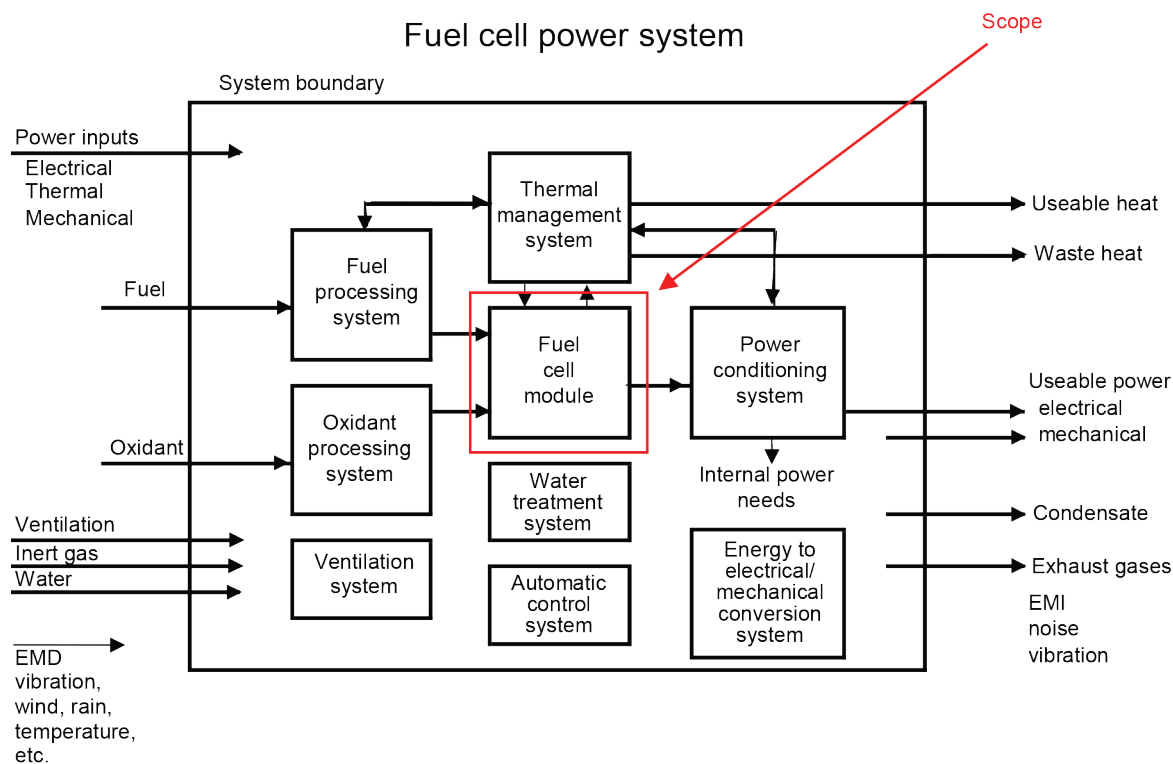 Scope
Fuel cell power system
System boundary
Power inputs
Electrical
Thermal
Mechanical
Thermal
management
system
Useable heat
Waste heat
Fuel
Fuel
processing
system
Fuel
cell
module
Power
conditioning
system
Useable power
electrical
mechanical
Oxidant
Oxidant
processing
system
Internal power
needs
Water
treatment
system
Ventilation
Inert gas
Water
Ventilation
system
Automatic
control
system
Energy to
electrical/
mechanical
conversion
system
Condensate
Exhaust gases
EMI
noise
vibration
EMD
vibration,
wind, rain,
temperature,
etc.